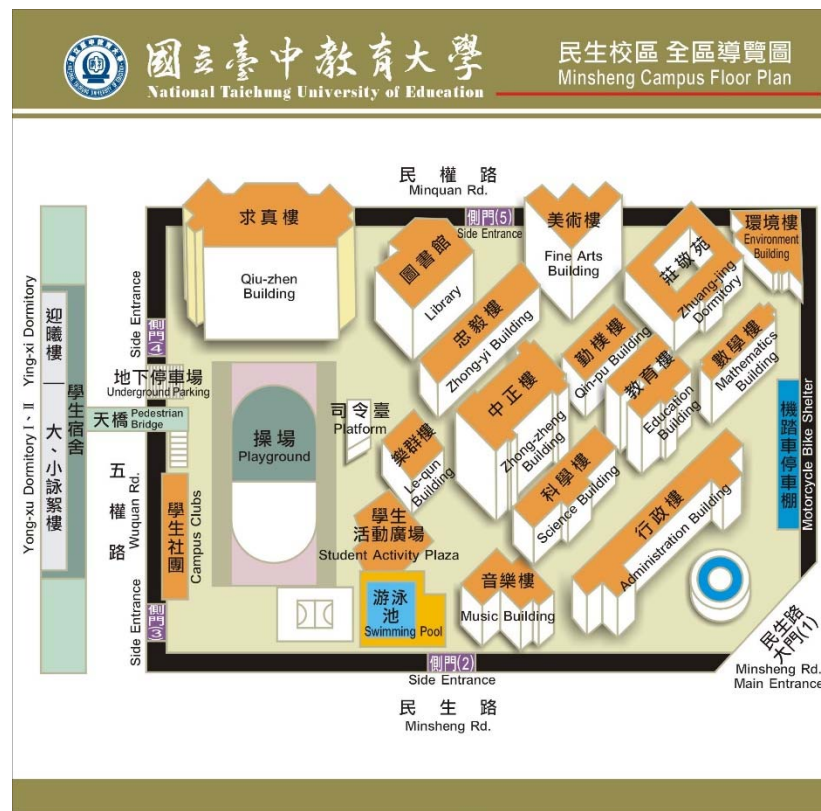 國立臺中教育大學
National Taichung University of Education
民生校區 全區導覽圖
Minsheng Campus Floor Plan
民權路
Minquan Rd.
求真樓
Qiu-zhen
Building
側門(5)
Side Entrance
圖書館
Library
美術樓
Fine Arts
Building
莊敬苑
Zhuang-jing
Dormitory
環境樓
Environment
Building
忠毅樓
Zhong-yi Building
勤樸樓
Qin-pu Building
教育樓
Education
Building
數學樓
Mathematics
Building
中正樓
Zhong-zheng
Building
機踏車停車棚
Motorcycle Bike Shelter
Side Entrance
側門(4)
地下停車場
Underground Parking
天橋
Pedestrian
Bridge
迎曦樓
Ying-xi Dormitory
大、小詠絮樓
Yong-xu Dormitory I、II
學生宿舍
五權路
Wuquan Rd.
操場
Playground
司令臺
Platform
樂群樓
Le-qun
Building
科學樓
Science Building
行政樓
Administration Building
學生社團
Campus Clubs
學生
活動廣場
Student Activity Plaza
游泳
池
Swimming Pool
音樂樓
Music Building
側門(3)
Side Entrance
側門(2)
Side Entrance
民生路
大門(1)
Minsheng Rd.
Main Entrance
民生路
Minsheng Rd.